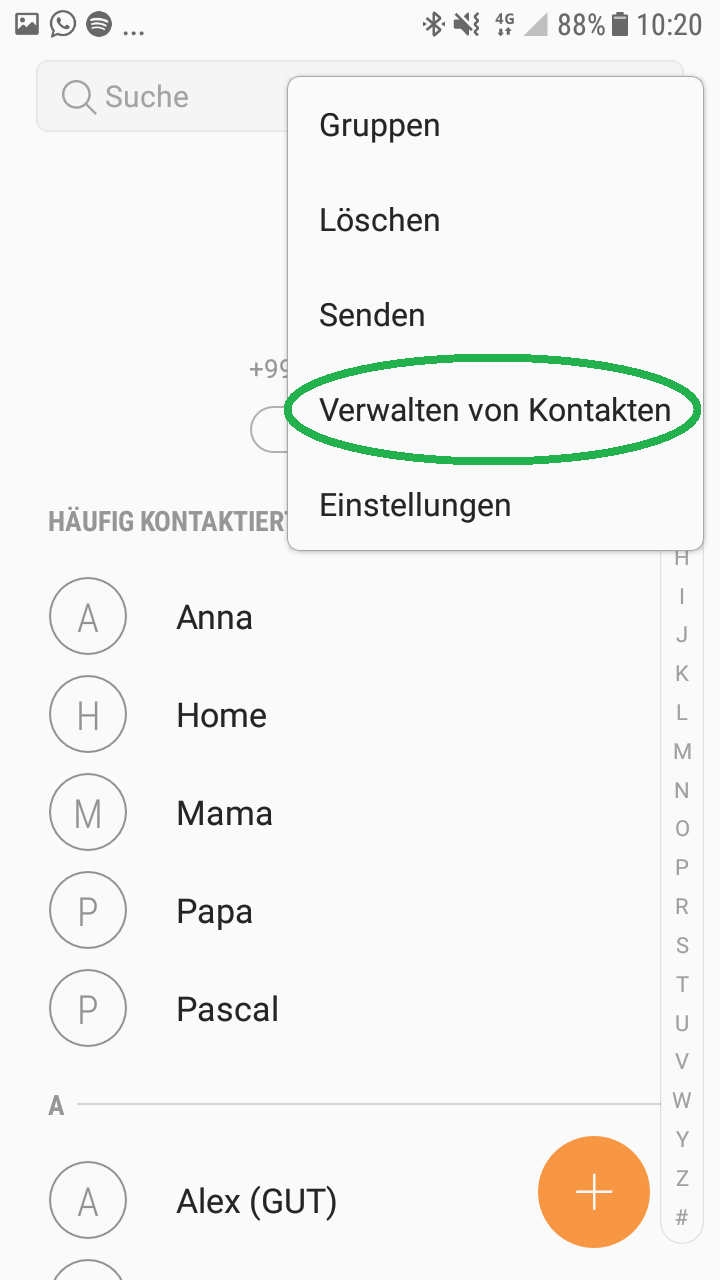 ... 4G 88% 10:20
Suche
Gruppen
Löschen
Senden
+99
Verwalten von Kontakten
Einstellungen
HÄUFIG KONTAKTIERT
H
I
J
K
L
M
N
O
P
R
S
T
U
V
W
Y
Z
#
A Anna
H Home
M Mama
P Papa
P Pascal
A
A Alex (GUT)
+